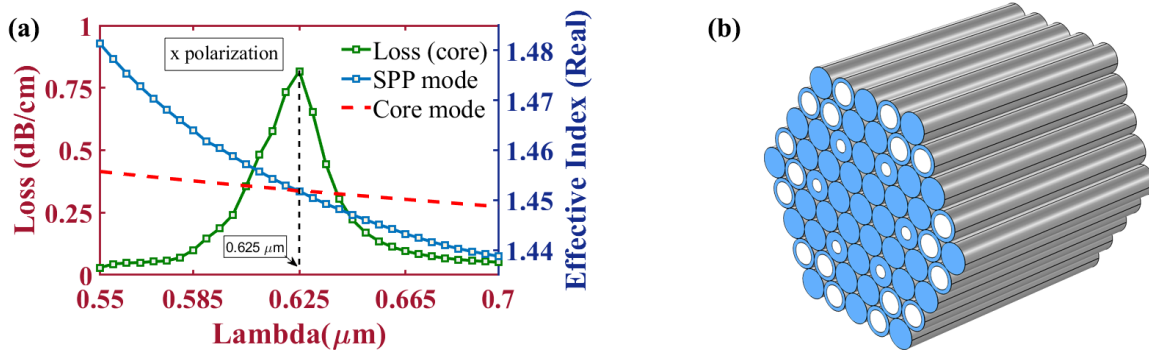 (a)
x polarization
Loss (core)
SPP mode
Core mode
Loss (dB/cm)
1
0.75
0.5
0.25
0
0.625 μm
0.55
0.585
0.625
0.665
0.7
Lambda(μm)
1.48
1.47
1.46
1.45
1.44
Effective Index (Real)
(b)